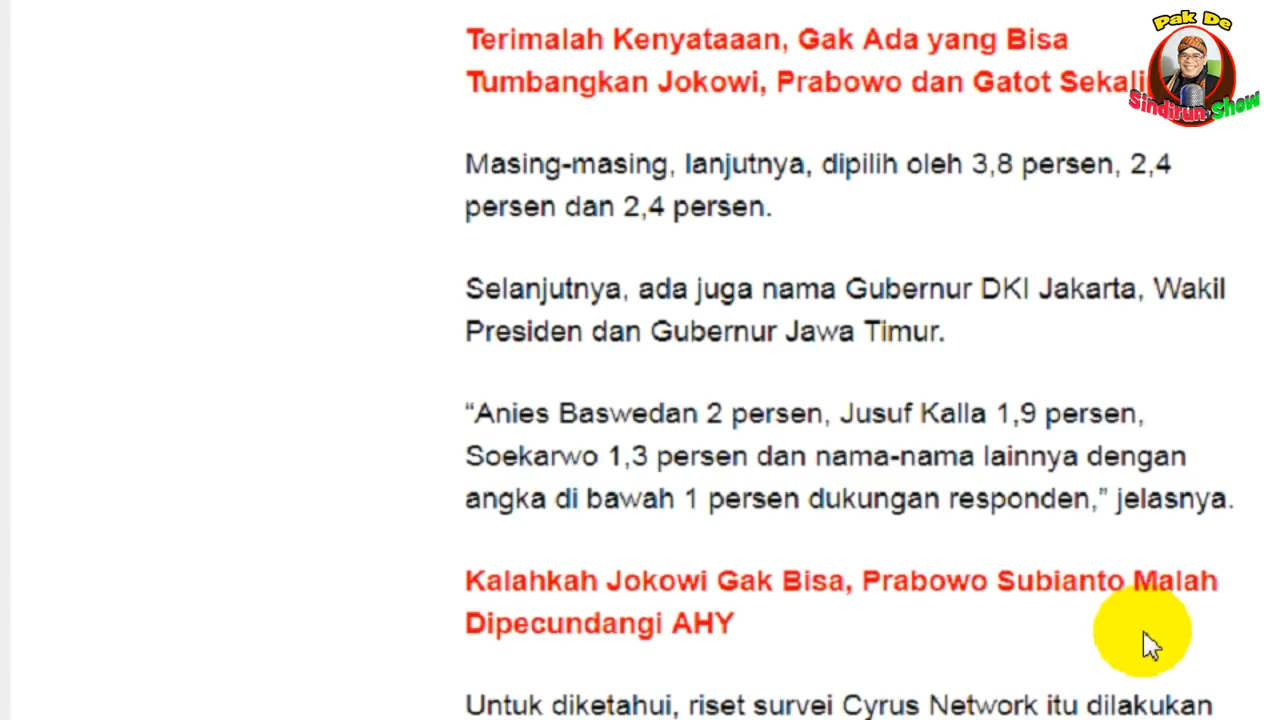 Terimalah Kenyataaan, Gak Ada yang Bisa
Tumbangkan Jokowi, Prabowo dan Gatot Sekali
Pak De
Sindirun Show
Masing-masing, lanjutnya, dipilih oleh 3,8 persen, 2,4
persen dan 2,4 persen.
Selanjutnya, ada juga nama Gubernur DKI Jakarta, Wakil
Presiden dan Gubernur Jawa Timur.
“Anies Baswedan 2 persen, Jusuf Kalla 1,9 persen,
Soekarwo 1,3 persen dan nama-nama lainnya dengan
angka di bawah 1 persen dukungan responden,” jelasnya.
Kalahkah Jokowi Gak Bisa, Prabowo Subianto Malah
Dipecundangi AHY
Untuk diketahui, riset survei Cyrus Network itu dilakukan